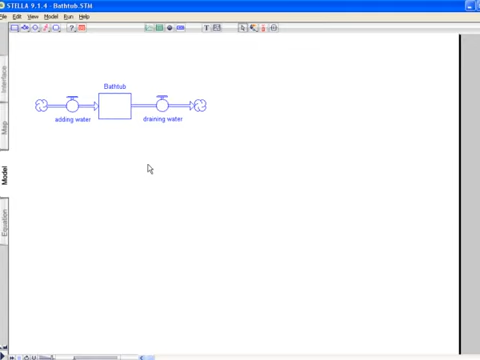 STELLA 9.1.4 - Bathtub.STM
File Edit View Model Run Help
T
Interface
Map
Model
Equation
Bathtub
adding water
draining water